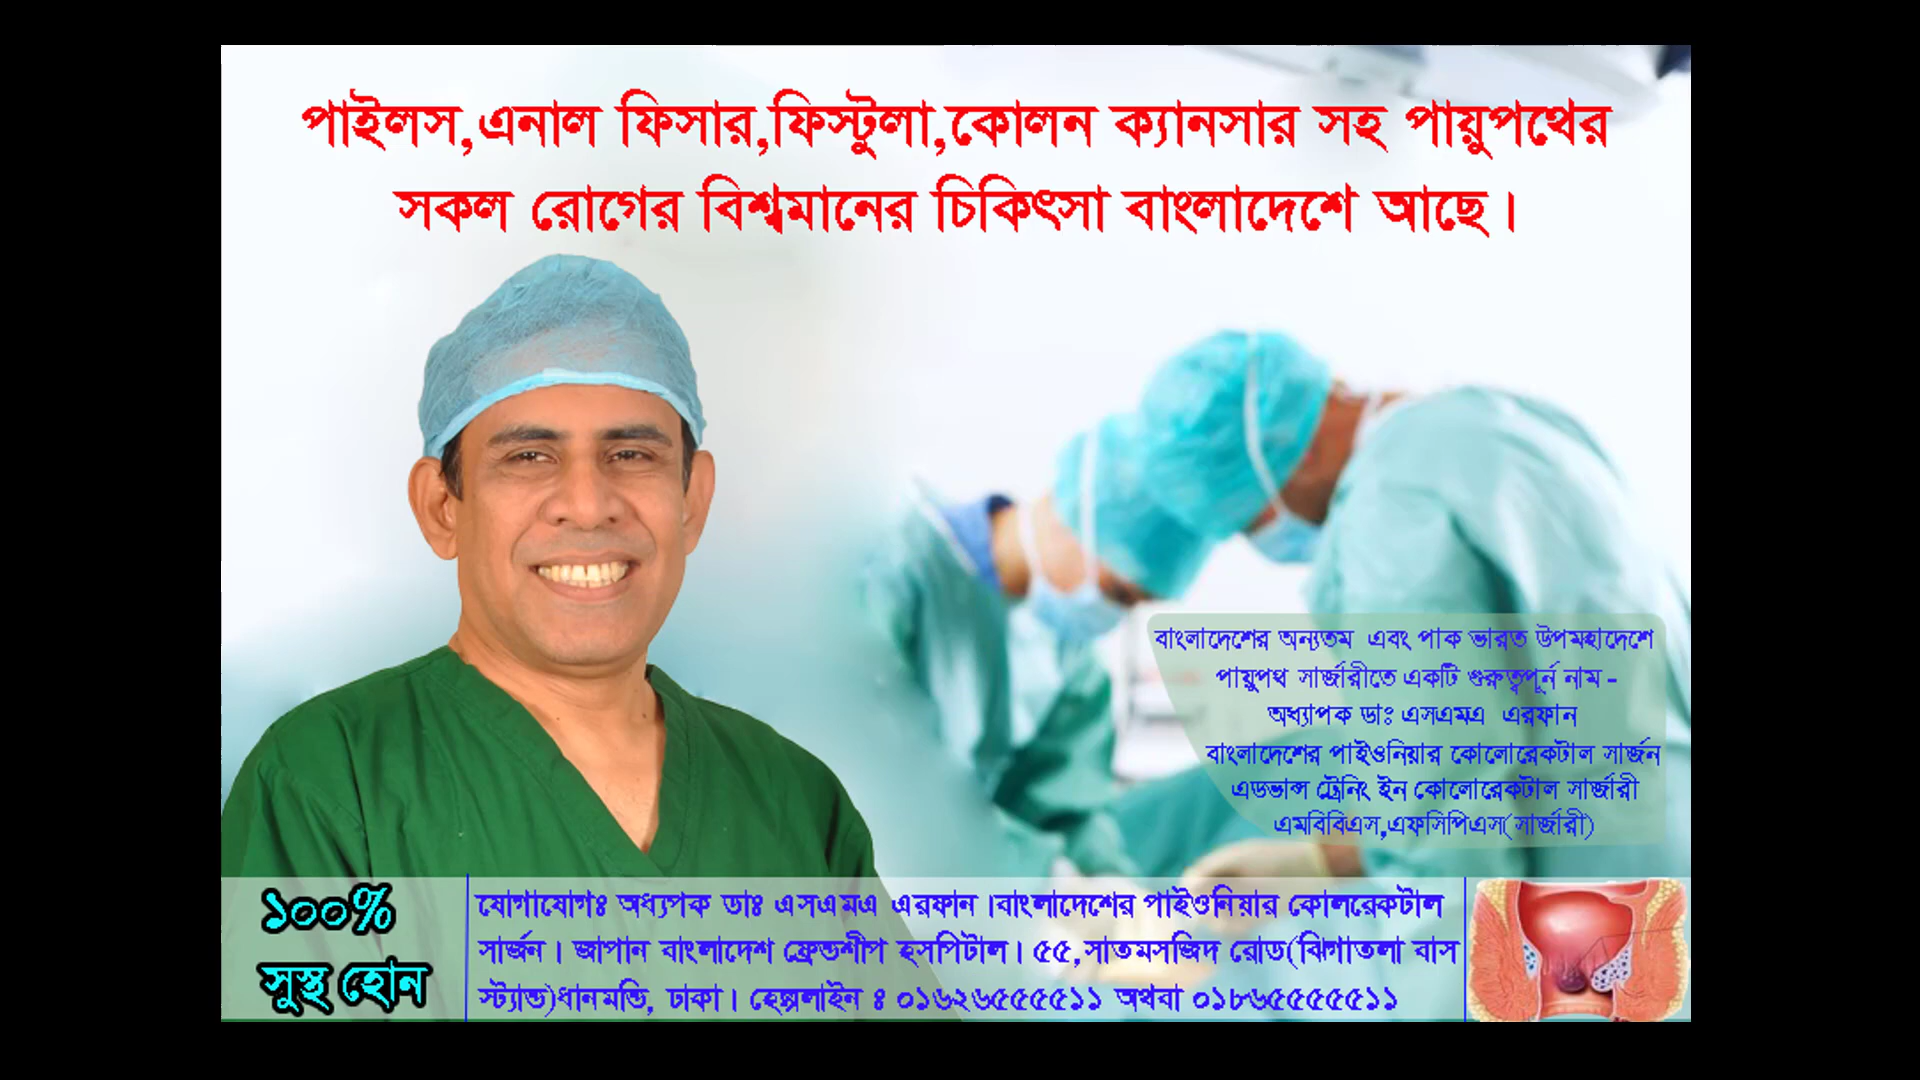 পাইলস,এনাল ফিসার,ফিস্টুলা,কোলন ক্যানসার সহ পায়ুপথের
সকল রোগের বিশ্বমানের চিকিৎসা বাংলাদেশে আছে।
বাংলাদেশের অন্যতম এবং পাক ভারত উপমহাদেশে
পায়ুপথ সার্জারীতে একটি গুরুত্বপূর্ন নাম -
অধ্যাপক ডাঃ এসএমএ এরফান
বাংলাদেশের পাইওনিয়ার কোলোরেকটাল সার্জন
এডভান্স ট্রেনিং ইন কোলোরেকটাল সার্জারী
এমবিবিএস,এফসিপিএস(সার্জারী)
১০০%
সুস্থ হোন
যোগাযোগঃ অধ্যপক ডাঃ এসএমএ এরফান।বাংলাদেশের পাইওনিয়ার কোলরেকটাল
সার্জন। জাপান বাংলাদেশ ফ্রেন্ডশীপ হসপিটাল। ৫৫,সাতমসজিদ রোড(ঝিগাতলা বাস
স্ট্যান্ড)ধানমন্ডি, ঢাকা। হেল্পলাইন ঃ ০১৬২৬৫৫৫৫১১ অথবা ০১৮৬৫৫৫৫৫১১